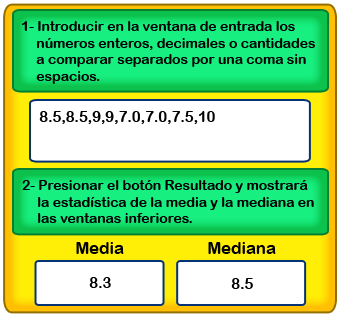 1- Introducir en la ventana de entrada los
números enteros, decimales o cantidades
a comparar separados por una coma sin
espacios.
8.5,8.5,9,9,7.0,7.0,7.5,10
2- Presionar el botón Resultado y mostrará
la estadística de la media y la mediana en
las ventanas inferiores.
Media Mediana
8.3 8.5